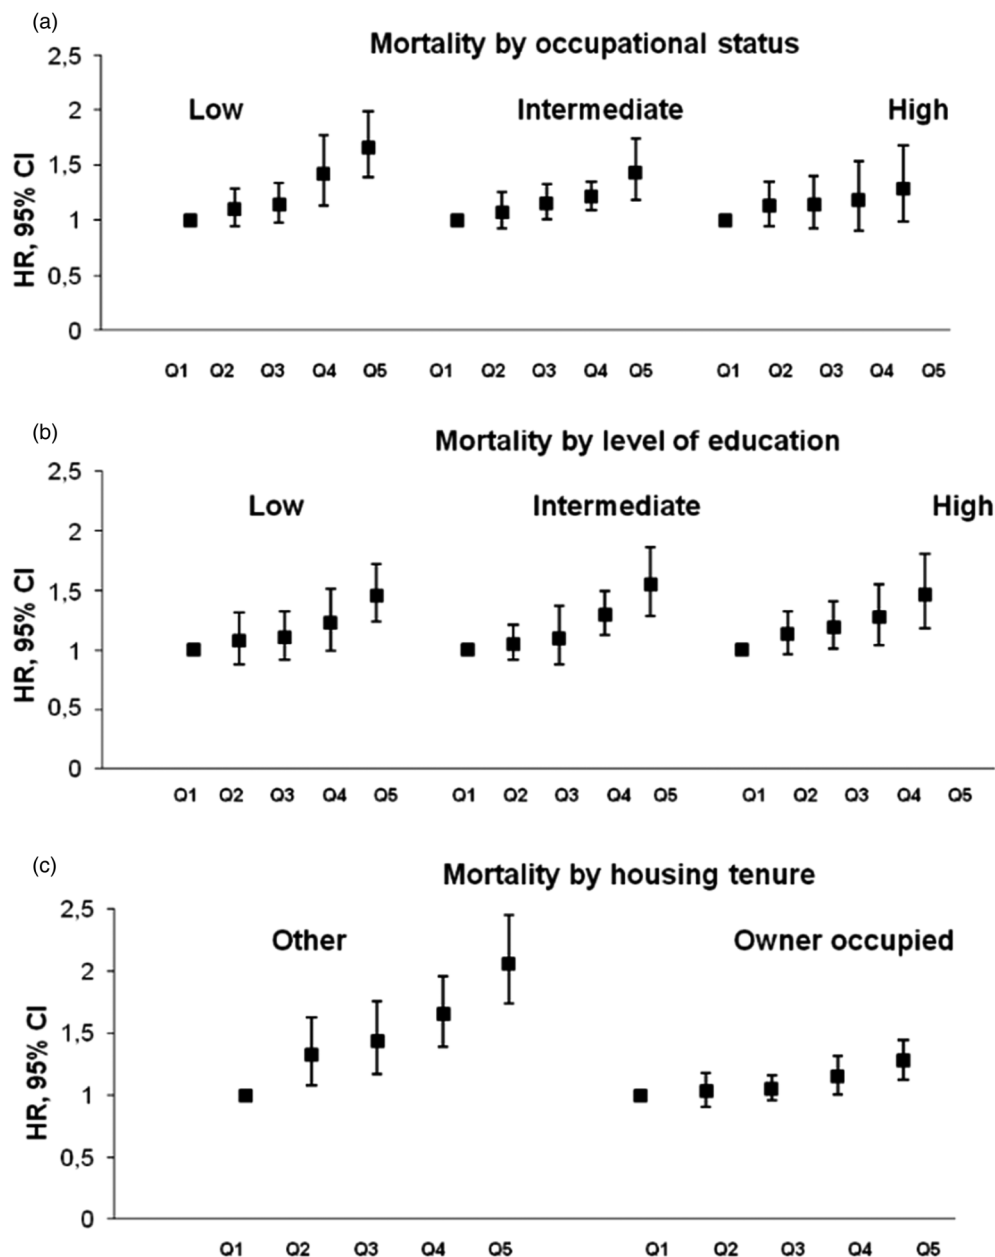 (a)
Mortality by occupational status
2,5
Low Intermediate High
2
1,5
1
0,5
0
HR, 95% CI
Q1 Q2 Q3 Q4 Q5 Q1 Q2 Q3 Q4 Q5 Q1 Q2 Q3 Q4 Q5
(b)
Mortality by level of education
2,5
Low Intermediate High
2
1,5
1
0,5
0
HR, 95% CI
Q1 Q2 Q3 Q4 Q5 Q1 Q2 Q3 Q4 Q5 Q1 Q2 Q3 Q4 Q5
(c)
Mortality by housing tenure
2,5
Other Owner occupied
2
1,5
1
0,5
0
HR, 95% CI
Q1 Q2 Q3 Q4 Q5 Q1 Q2 Q3 Q4 Q5